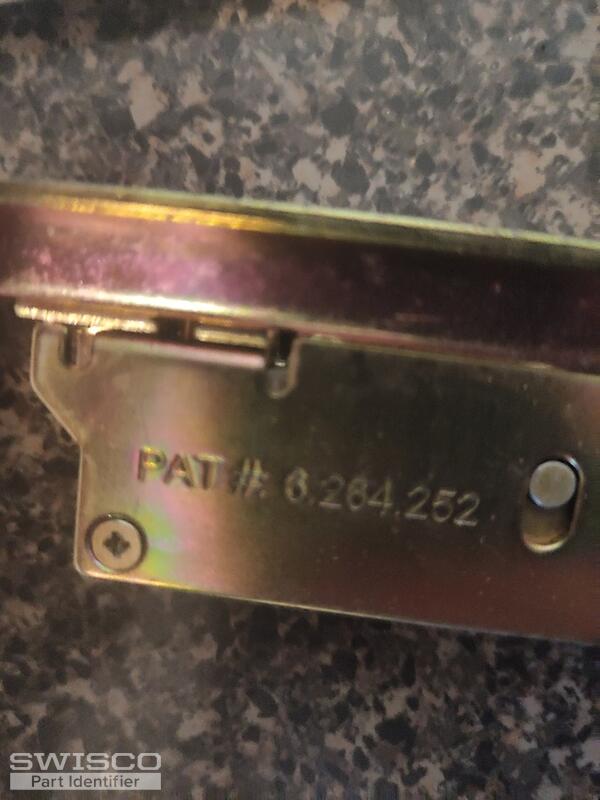 PAT #: 6.264.252
SWISCO
Part Identifier